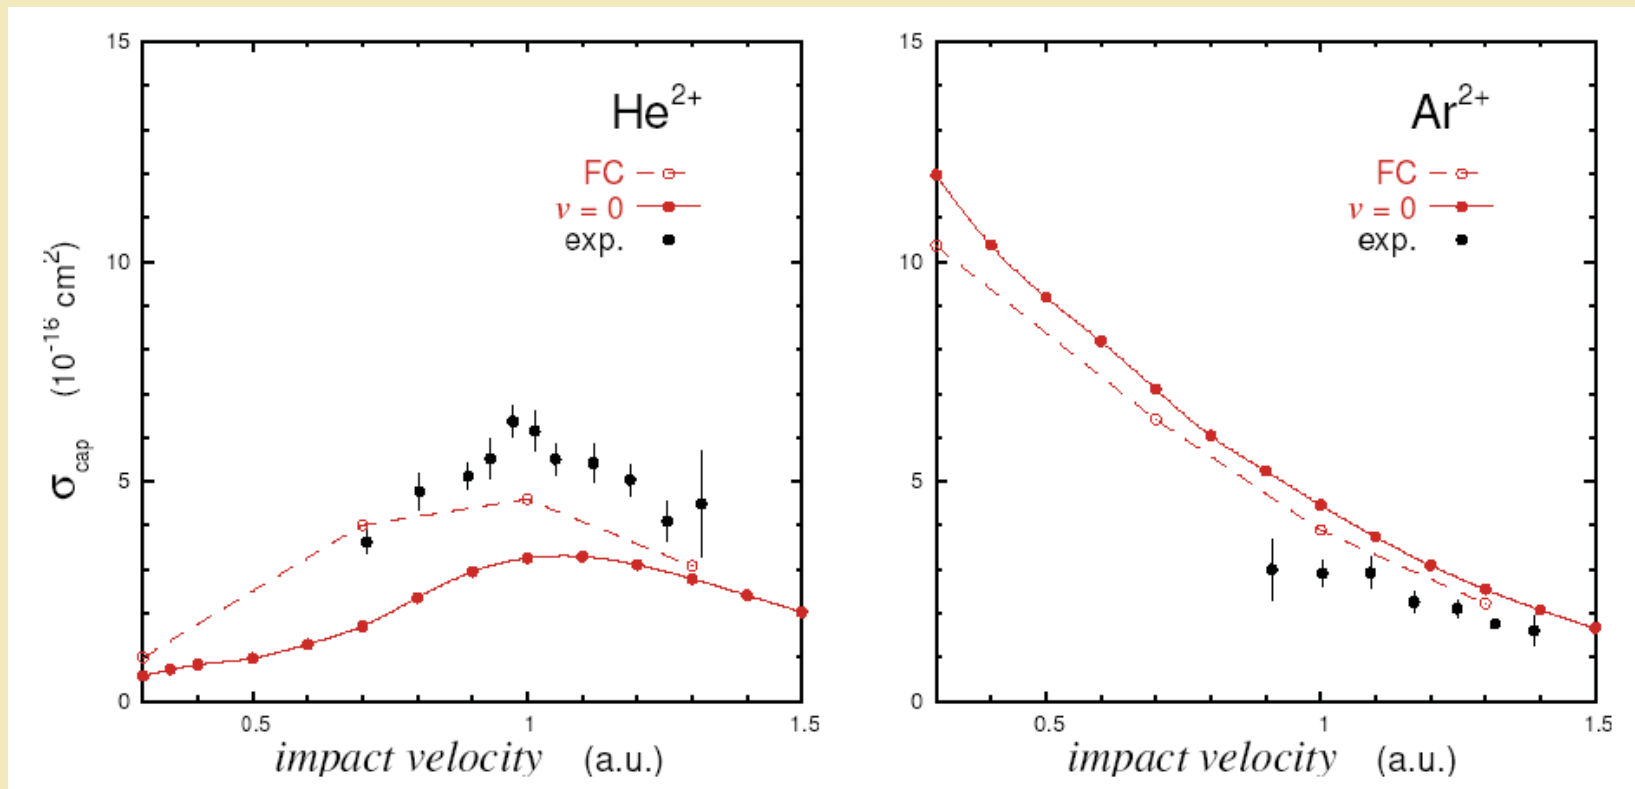 15
He²⁺
FC
v = 0
exp.
10
σcap (10⁻¹⁶ cm²)
5
0
0.5 1 1.5
impact velocity (a.u.)
15
Ar²⁺
FC
v = 0
exp.
10
5
0
0.5 1 1.5
impact velocity (a.u.)